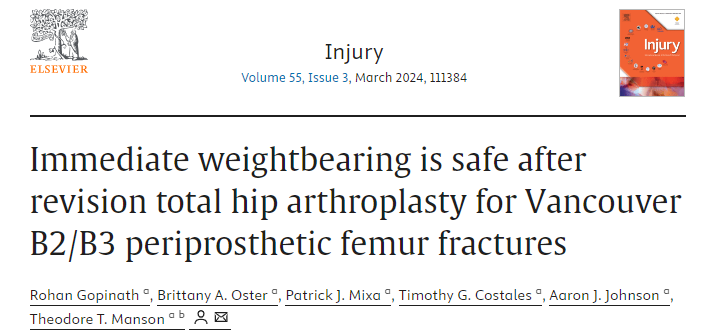 ELSEVIER
Injury
Volume 55, Issue 3, March 2024, 111384
Injury
Immediate weightbearing is safe after
revision total hip arthroplasty for Vancouver
B2/B3 periprosthetic femur fractures
Rohan Gopinath a, Brittany A. Oster a, Patrick J. Mixa a, Timothy G. Costales a, Aaron J. Johnson a,
Theodore T. Manson a b